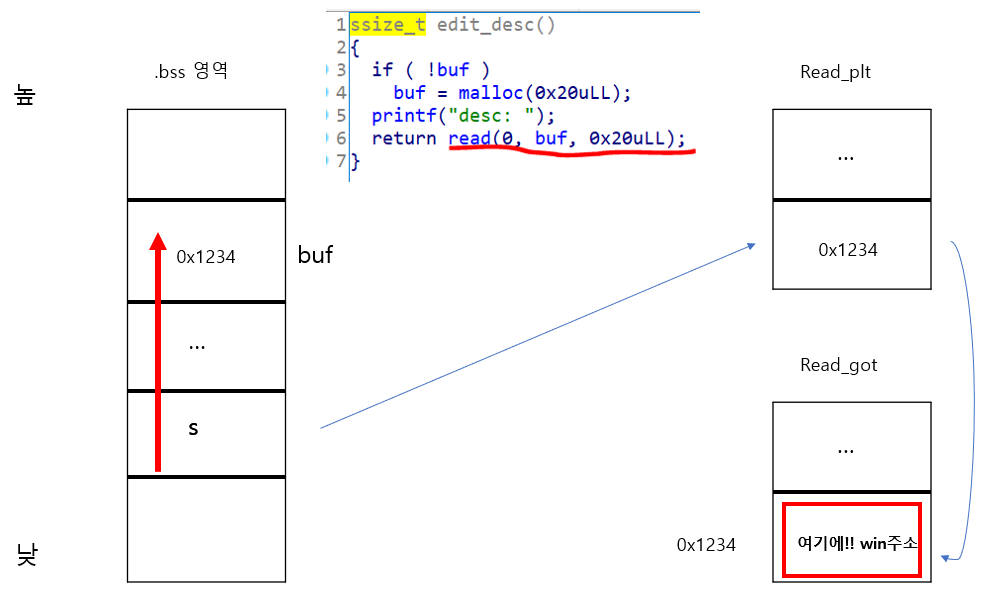 높
.bss 영역
1 ssize_t edit_desc()
2 {
3 if ( !buf )
4 buf = malloc(0x20uLL);
5 printf("desc: ");
6 return read(0, buf, 0x20uLL);
7 }
Read_plt
...
0x1234
buf
0x1234
...
s
Read_got
...
0x1234
여기에!! win주소
낮